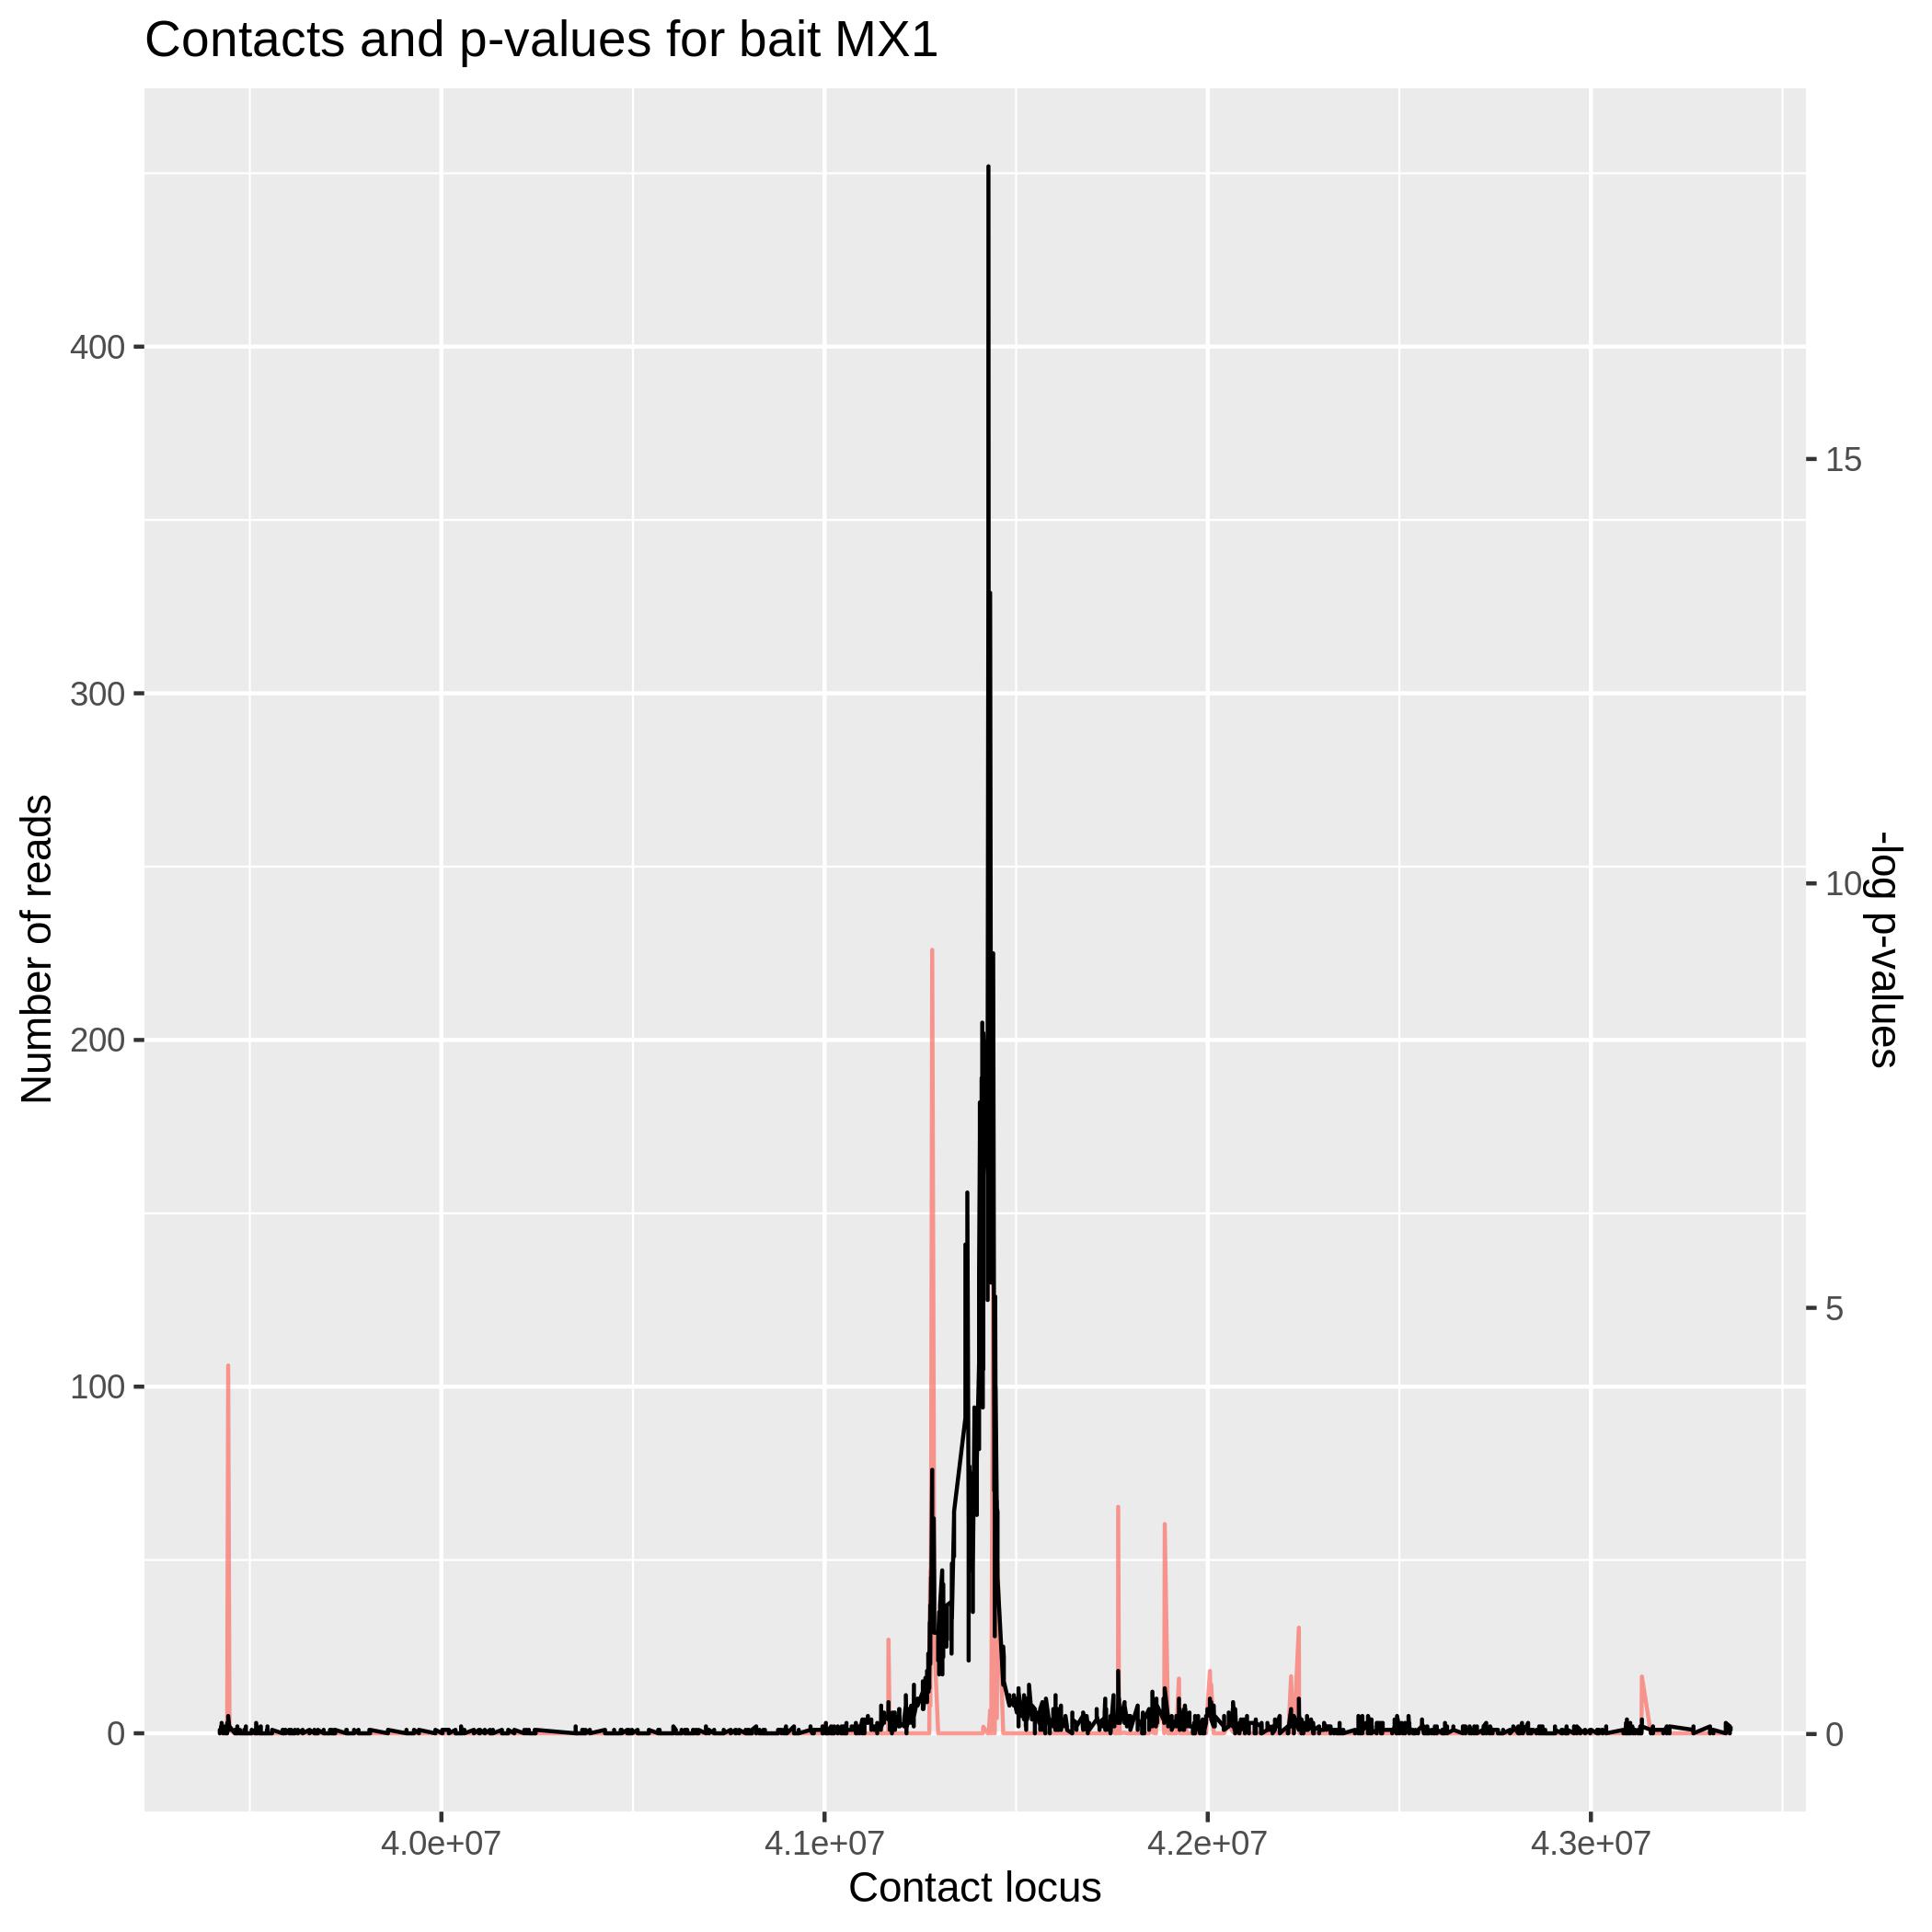 Contacts and p-values for bait MX1
Number of reads
400
300
200
100
0
15
10
5
0
-log p-values
4.0e+07 4.1e+07 4.2e+07 4.3e+07
Contact locus